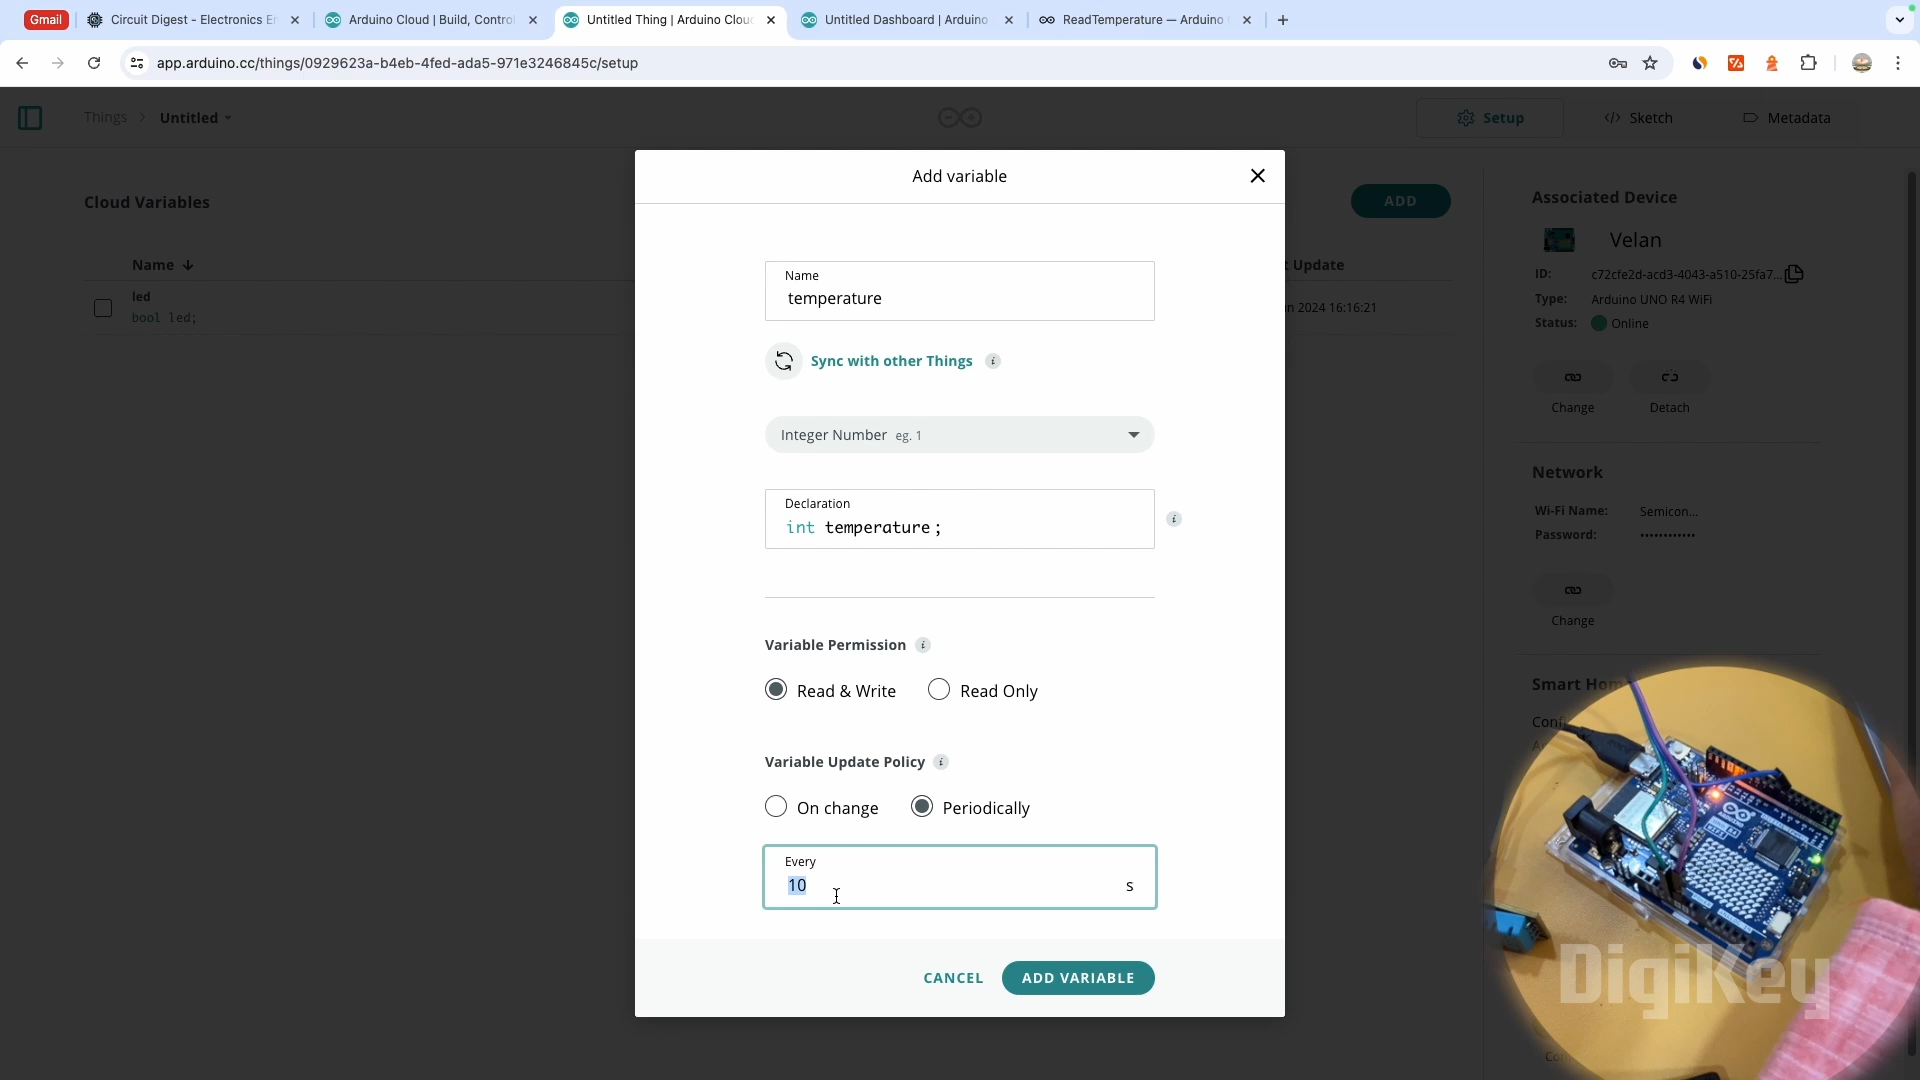 Gmail
Circuit Digest - Electronics En
Arduino Cloud | Build, Control
Untitled Thing | Arduino Cloud
Untitled Dashboard | Arduino
ReadTemperature — Arduino
app.arduino.cc/things/0929623a-b4eb-4fed-ada5-971e3246845c/setup
Things > Untitled
Setup
</> Sketch
Metadata
Add variable
Cloud Variables
ADD
Associated Device
Name
Update
led
bool led;
2024 16:16:21
Velan
ID: c72cfe2d-acd3-4043-a510-25fa7...
Type: Arduino UNO R4 WiFi
Status: Online
Change
Detach
Network
Wi-Fi Name: Semicon...
Password: ••••••••••••
Change
Smart Hom
Name
temperature
Sync with other Things
Integer Number eg. 1
Declaration
int temperature ;
Variable Permission
Read & Write
Read Only
Variable Update Policy
On change
Periodically
Every
10 s
CANCEL
ADD VARIABLE
DigiKey